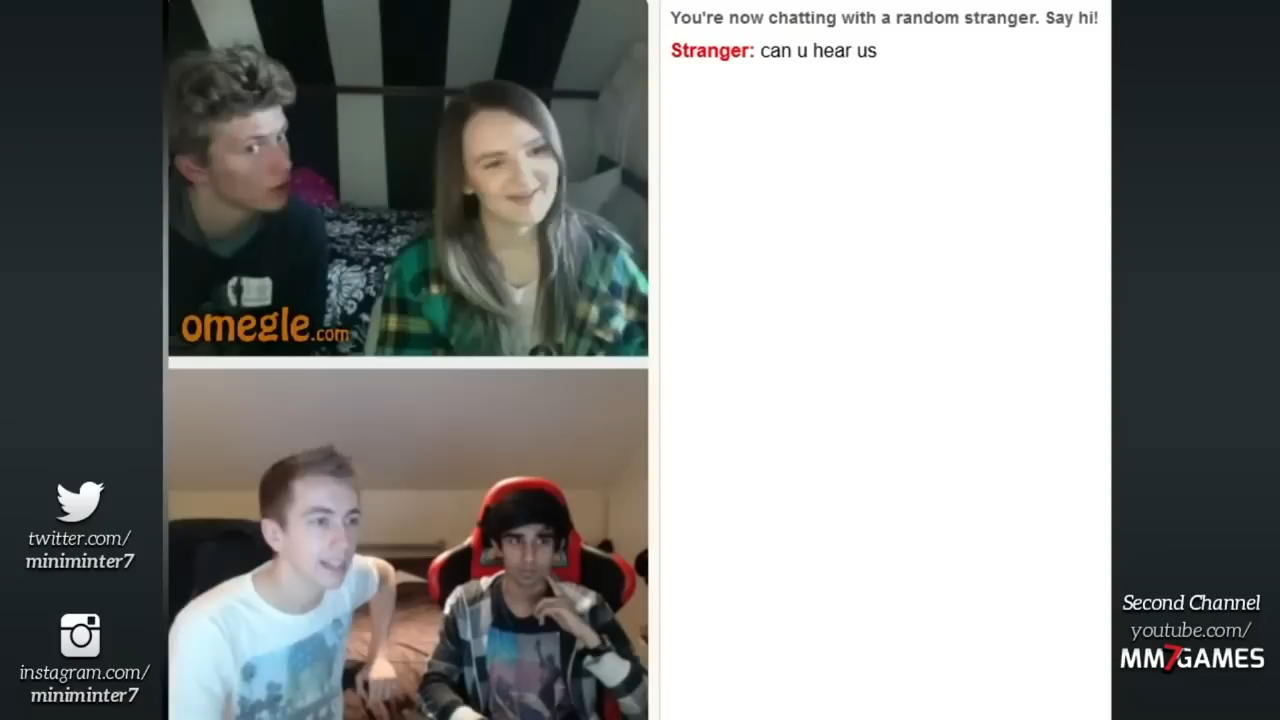 You're now chatting with a random stranger. Say hi!
Stranger: can u hear us
omegle.com
twitter.com/
miniminter7
instagram.com/
miniminter7
Second Channel
youtube.com/
MM7GAMES